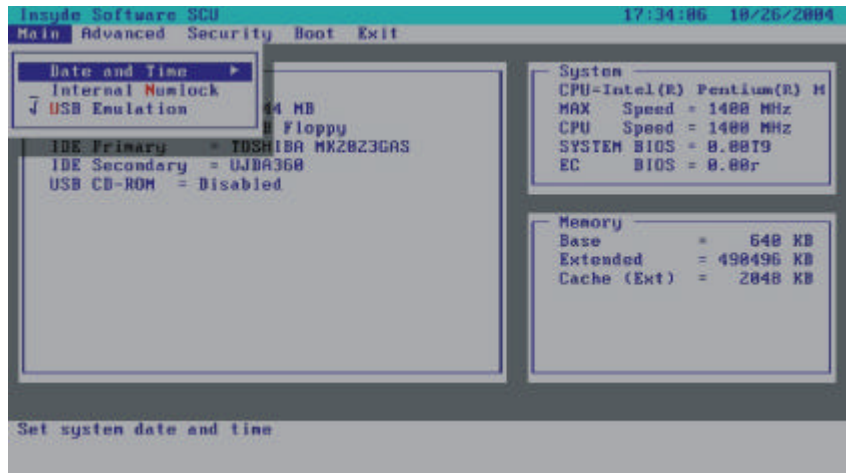 Insyde Software SCU 17:34:06 10/26/2004
Main Advanced Security Boot Exit
Date and Time
Internal Numlock
√ USB Emulation
44 MB
Floppy
IDE Primary = TOSHIBA MK2023GAS
IDE Secondary = UJDA360
USB CD-ROM = Disabled
System
CPU=Intel(R) Pentium(R) M
MAX Speed = 1400 MHz
CPU Speed = 1400 MHz
SYSTEM BIOS = 0.00T9
EC BIOS = 0.00r
Memory
Base = 640 KB
Extended = 490496 KB
Cache (Ext) = 2048 KB
Set system date and time